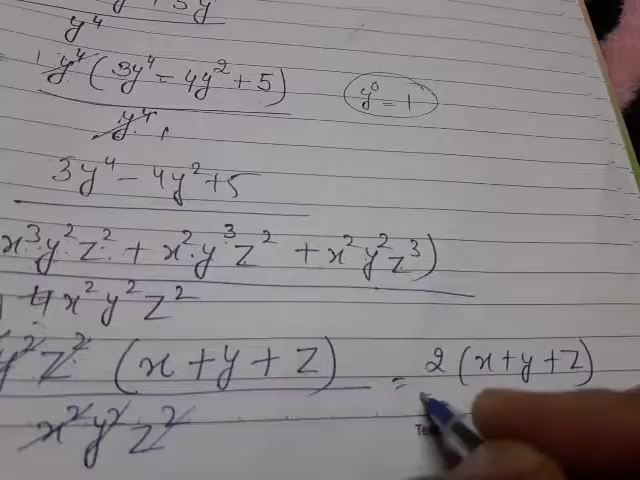 y⁴
y⁴ (3y⁴ - 4y² + 5)
y⁰ = 1
y⁴
3y⁴ - 4y² + 5
x³y²z² + x²y³z² + x²y²z³)
4x²y²z²
y²z² (x + y + z) = 2 (x + y + z)
x²y²z²